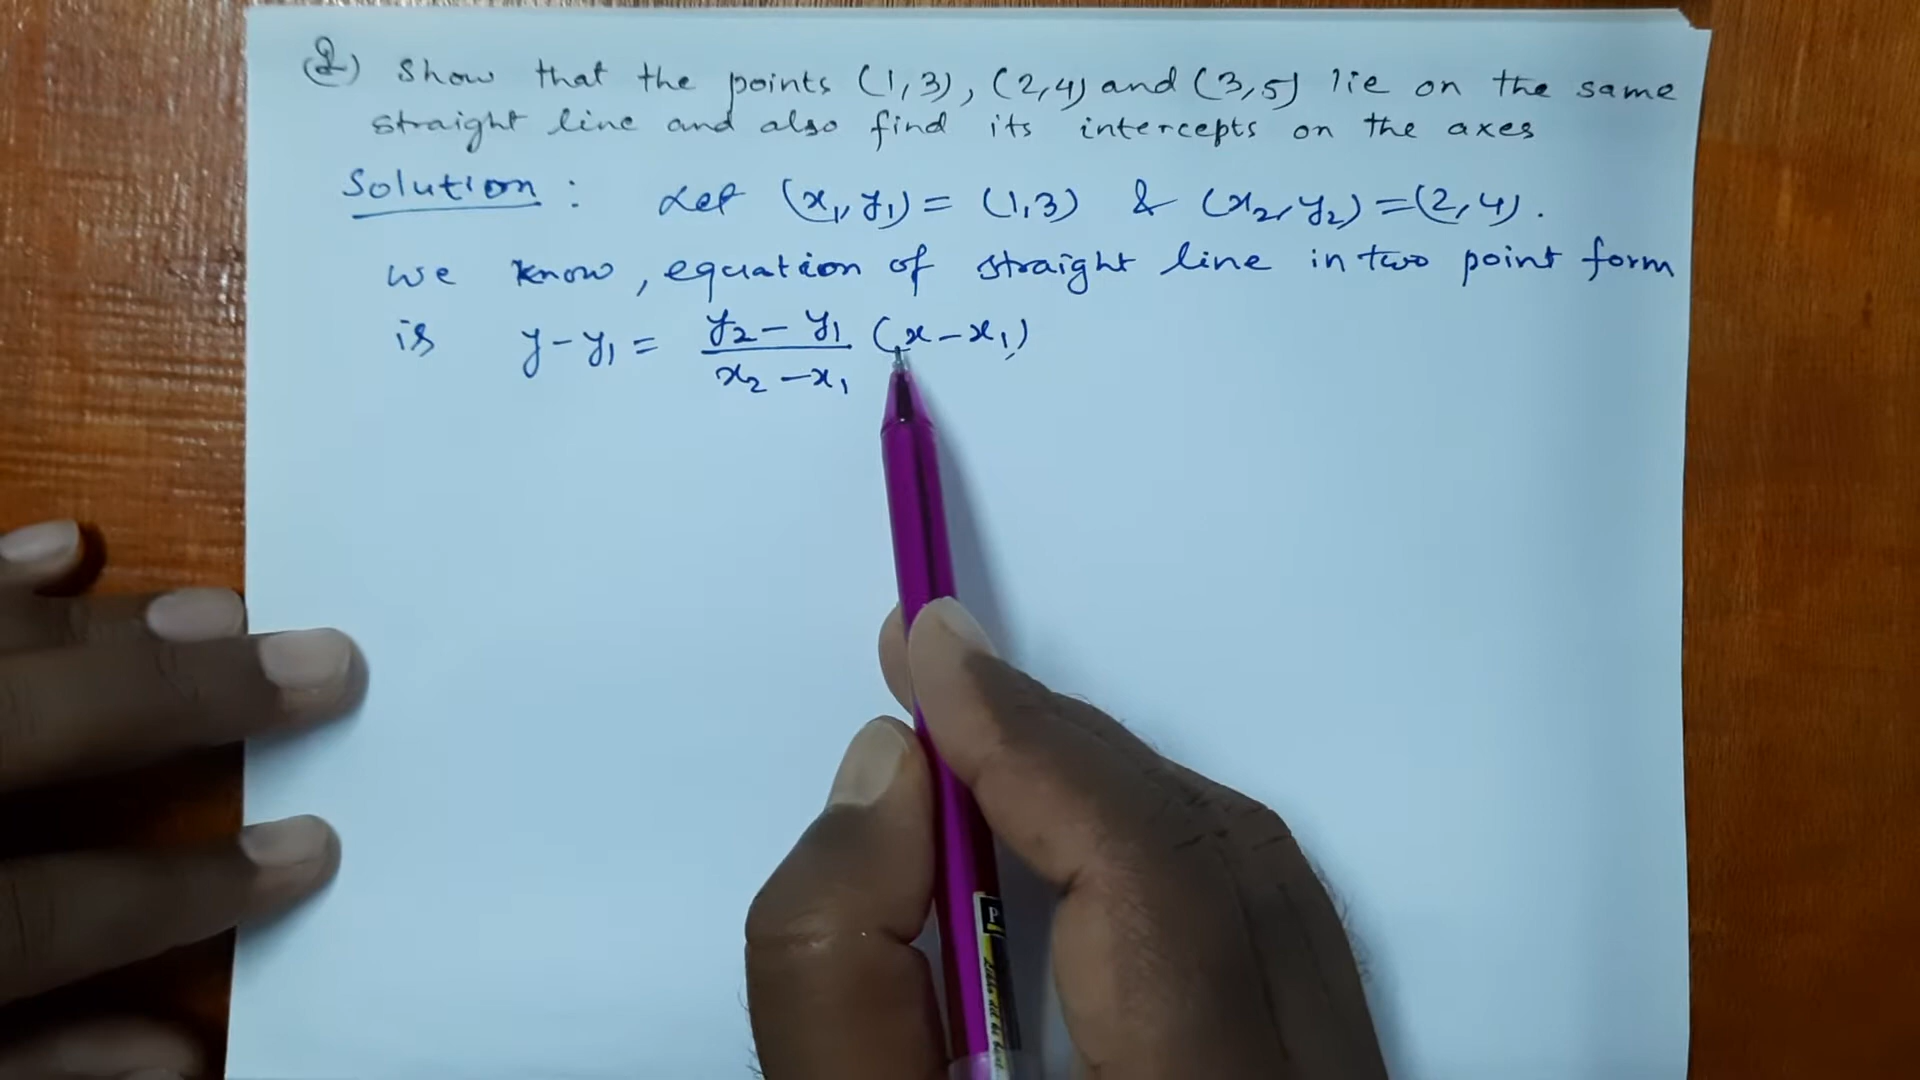 Q) Show that the points (1,3), (2,4) and (3,5) lie on the same
straight line and also find its intercepts on the axes
Solution : Let (x₁, y₁) = (1,3) & (x₂, y₂) = (2,4).
we know, equation of straight line in two point form
is y - y₁ = \frac{y₂ - y₁}{x₂ - x₁} (x - x₁)